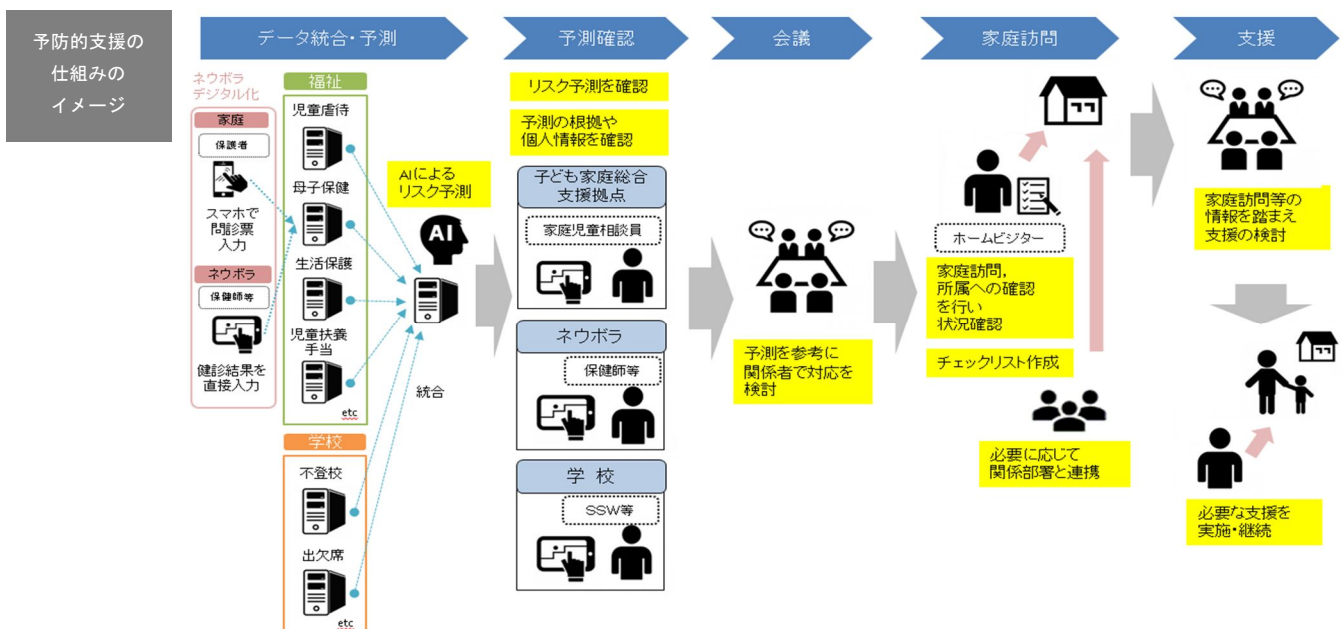 予防的支援の
仕組みの
イメージ
データ統合・予測
予測確認
会議
家庭訪問
支援
ネウボラ
デジタル化
家庭
保護者
スマホで
問診票
入力
ネウボラ
保健師等
健診結果を
直接入力
福祉
児童虐待
母子保健
生活保護
児童扶養
手当
etc
学校
不登校
出欠席
etc
AIによる
リスク予測
AI
統合
リスク予測を確認
予測の根拠や
個人情報を確認
子ども家庭総合
支援拠点
家庭児童相談員
ネウボラ
保健師等
学 校
SSW等
予測を参考に
関係者で対応を
検討
ホームビジター
家庭訪問,
所属への確認
を行い
状況確認
チェックリスト作成
必要に応じて
関係部署と連携
家庭訪問等の
情報を踏まえ
支援の検討
必要な支援を
実施・継続